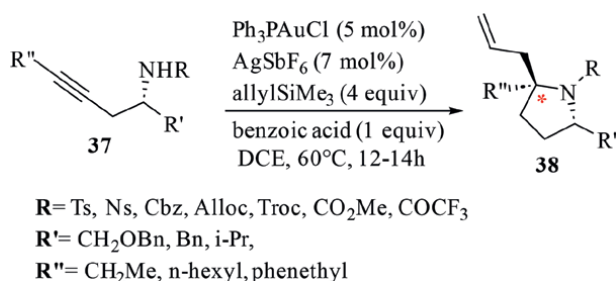 R"
NHR
R'
37
Ph₃PAuCl (5 mol%)
AgSbF₆ (7 mol%)
allylSiMe₃ (4 equiv)
benzoic acid (1 equiv)
DCE, 60°C, 12-14h
R"
*
N
R
R'
38
R= Ts, Ns, Cbz, Alloc, Troc, CO₂Me, COCF₃
R'= CH₂OBn, Bn, i-Pr,
R"= CH₂Me, n-hexyl, phenethyl